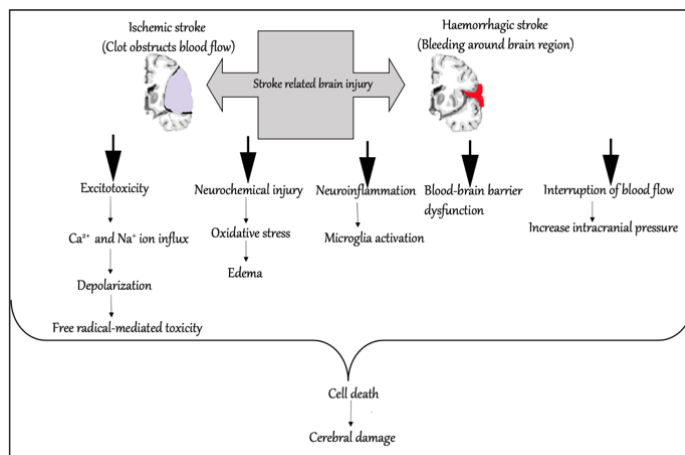 Ischemic stroke
(Clot obstructs blood flow)
Haemorrhagic stroke
(Bleeding around brain region)
Stroke related brain injury
Excitotoxicity
Ca²⁺ and Na⁺ ion influx
Depolarization
Free radical-mediated toxicity
Neurochemical injury
Oxidative stress
Edema
Neuroinflammation
Microglia activation
Blood-brain barrier
dysfunction
Interruption of blood flow
Increase intracranial pressure
Cell death
Cerebral damage